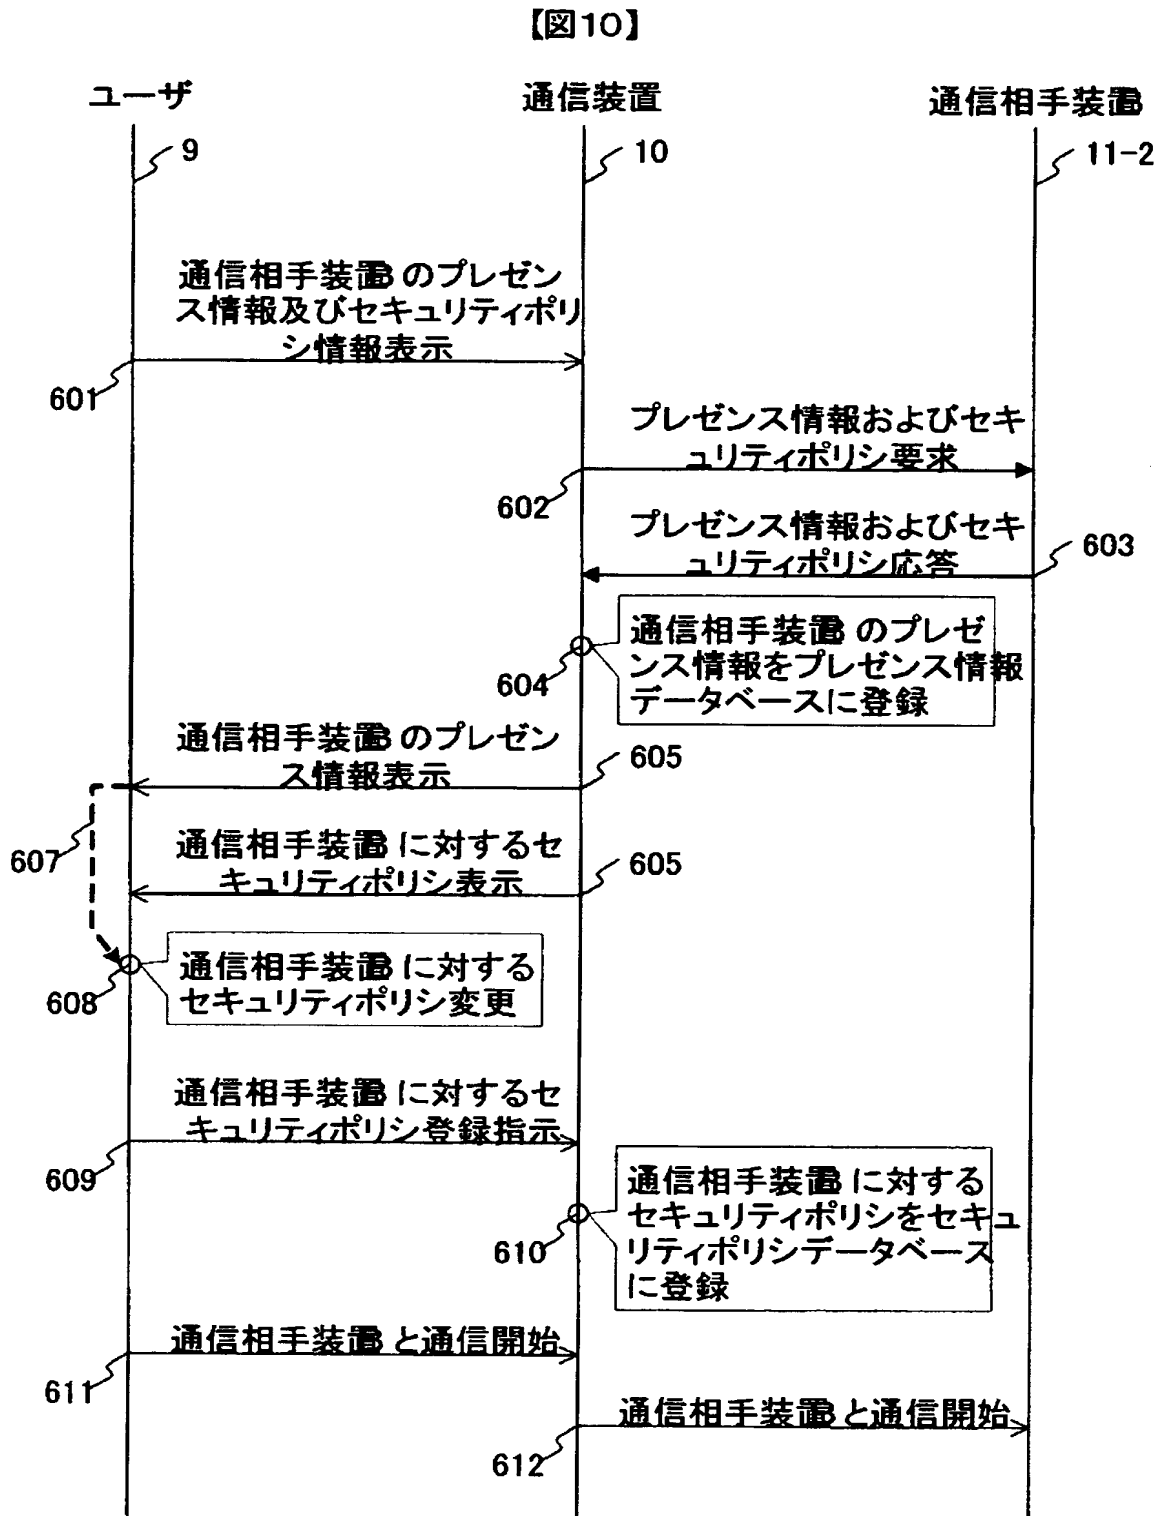 【図10】
ユーザ
通信装置
通信相手装置B
9
10
11-2
通信相手装置B のプレゼン
ス情報及びセキュリティポリ
シ情報表示
601
プレゼンス情報およびセキ
ュリティポリシ要求
602
プレゼンス情報およびセキ
ュリティポリシ応答
603
通信相手装置B のプレゼ
ンス情報をプレゼンス情報
データベースに登録
604
通信相手装置B のプレゼン
ス情報表示
605
607
通信相手装置B に対するセ
キュリティポリシ表示
605
通信相手装置B に対する
セキュリティポリシ変更
608
通信相手装置B に対するセ
キュリティポリシ登録指示
609
通信相手装置B に対する
セキュリティポリシをセキュ
リティポリシデータベース
に登録
610
通信相手装置B と通信開始
611
通信相手装置B と通信開始
612